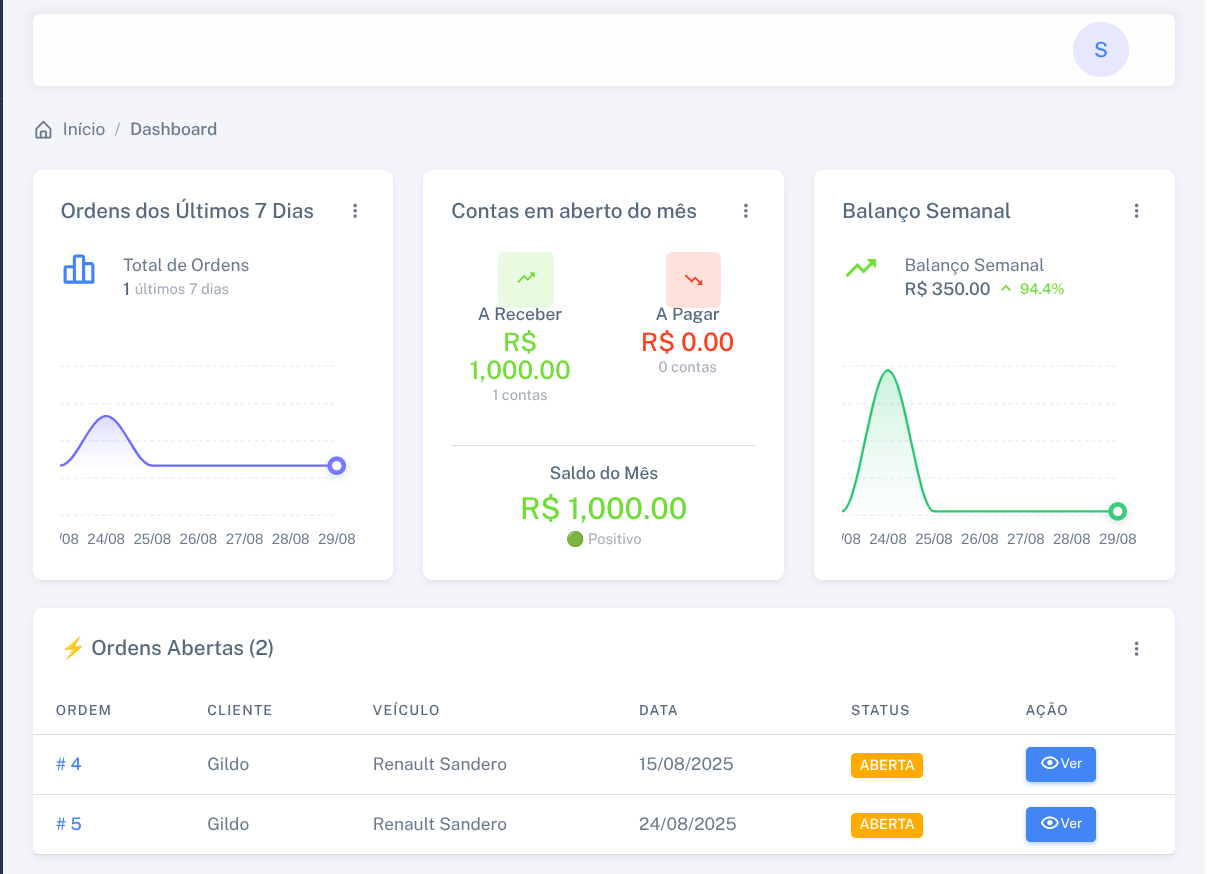 S
Início / Dashboard
Ordens dos Últimos 7 Dias
Total de Ordens
1 últimos 7 dias
/08 24/08 25/08 26/08 27/08 28/08 29/08
Contas em aberto do mês
A Receber
R$
1,000.00
1 contas
A Pagar
R$ 0.00
0 contas
Saldo do Mês
R$ 1,000.00
Positivo
Balanço Semanal
Balanço Semanal
R$ 350.00 94.4%
/08 24/08 25/08 26/08 27/08 28/08 29/08
Ordens Abertas (2)
ORDEM CLIENTE VEÍCULO DATA STATUS AÇÃO
# 4 Gildo Renault Sandero 15/08/2025 ABERTA Ver
# 5 Gildo Renault Sandero 24/08/2025 ABERTA Ver